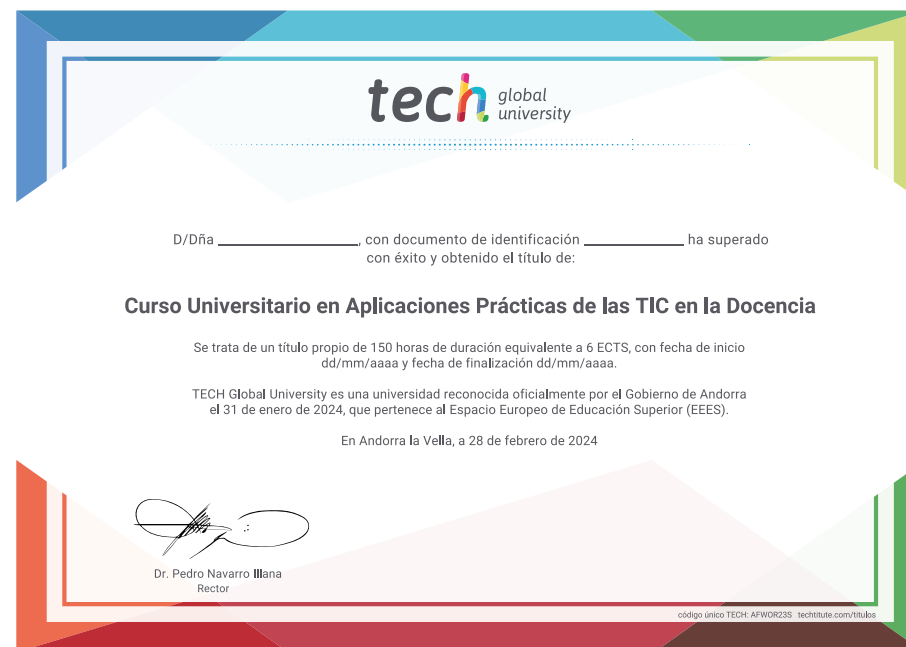 tech global university
D/Dña ____________________, con documento de identificación ______________ ha superado
con éxito y obtenido el título de:
Curso Universitario en Aplicaciones Prácticas de las TIC en la Docencia
Se trata de un título propio de 150 horas de duración equivalente a 6 ECTS, con fecha de inicio
dd/mm/aaaa y fecha de finalización dd/mm/aaaa.
TECH Global University es una universidad reconocida oficialmente por el Gobierno de Andorra
el 31 de enero de 2024, que pertenece al Espacio Europeo de Educación Superior (EEES).
En Andorra la Vella, a 28 de febrero de 2024
Dr. Pedro Navarro Illana
Rector
código único TECH: AFWOR23S techtitute.com/titulos